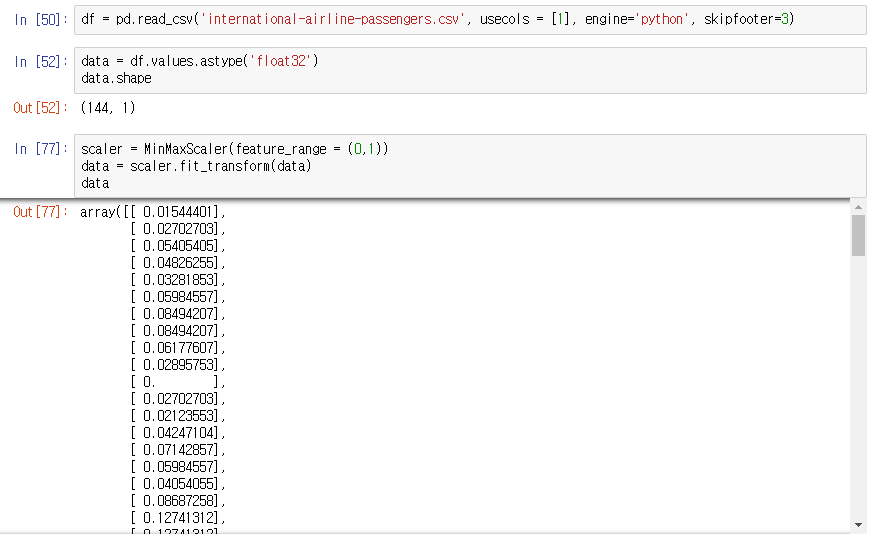 In [50]: df = pd.read_csv('international-airline-passengers.csv', usecols = [1], engine='python', skipfooter=3)
In [52]: data = df.values.astype('float32')
data.shape
Out[52]: (144, 1)
In [77]: scaler = MinMaxScaler(feature_range = (0,1))
data = scaler.fit_transform(data)
data
Out[77]: array([[ 0.01544401],
[ 0.02702703],
[ 0.05405405],
[ 0.04826255],
[ 0.03281853],
[ 0.05984557],
[ 0.08494207],
[ 0.08494207],
[ 0.06177607],
[ 0.02895753],
[ 0.        ],
[ 0.02702703],
[ 0.02123553],
[ 0.04247104],
[ 0.07142857],
[ 0.05984557],
[ 0.04054055],
[ 0.08687258],
[ 0.12741312],
[ 0.12741312],